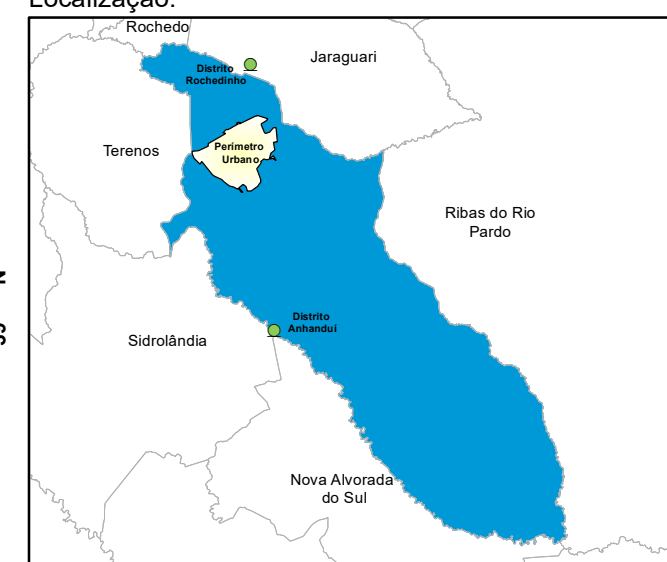 Localização:
Rochedo
Jaraguari
Distrito
Rochedinho
Terenos
Perímetro
Urbano
Ribas do Rio
Pardo
Distrito
Anhanduí
Sidrolândia
Nova Alvorada
do Sul